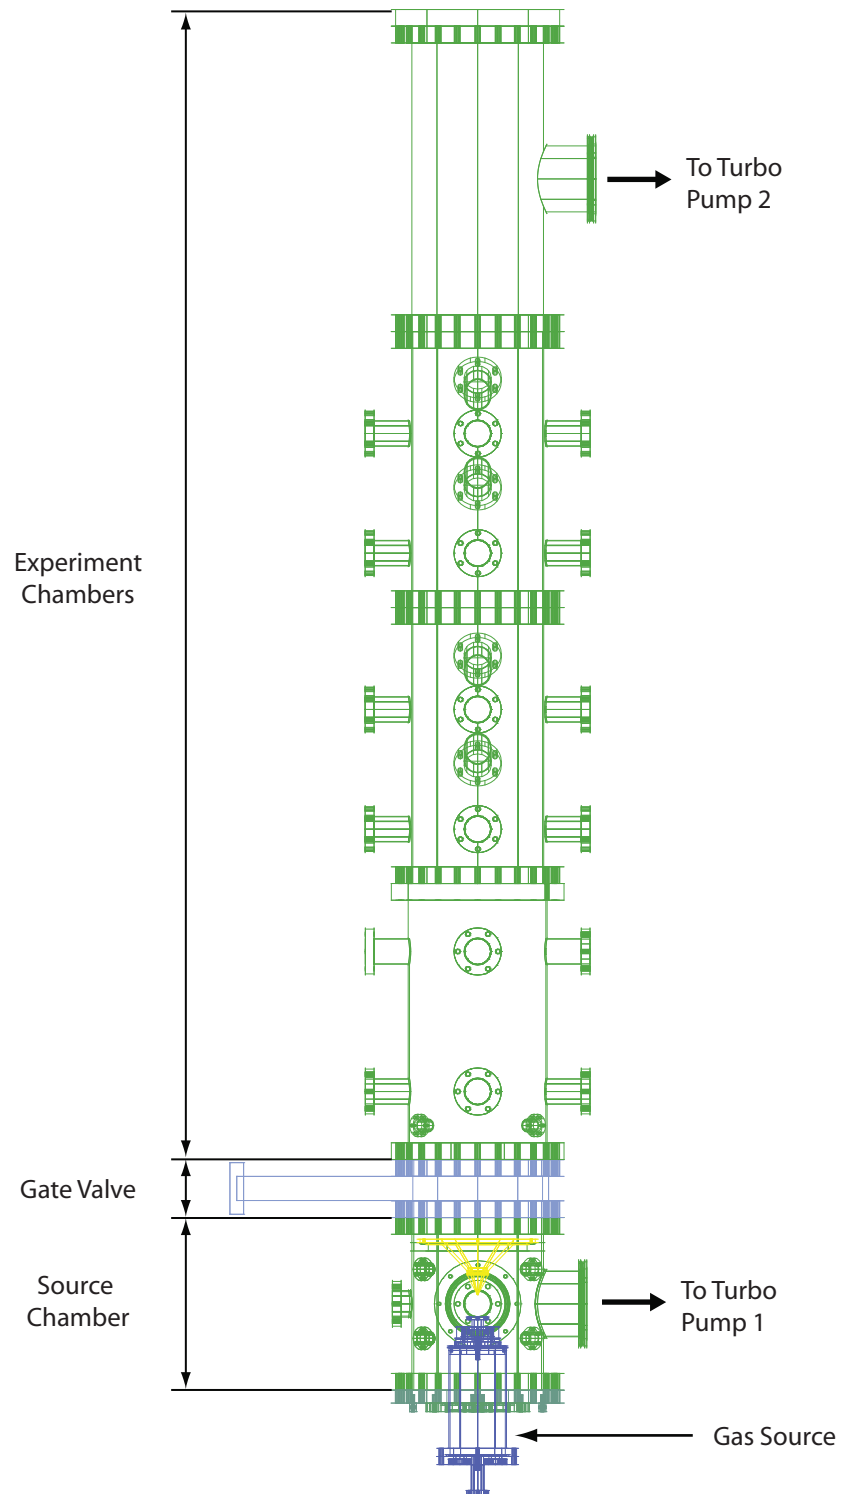 To Turbo
Pump 2
Experiment
Chambers
Gate Valve
Source
Chamber
To Turbo
Pump 1
Gas Source